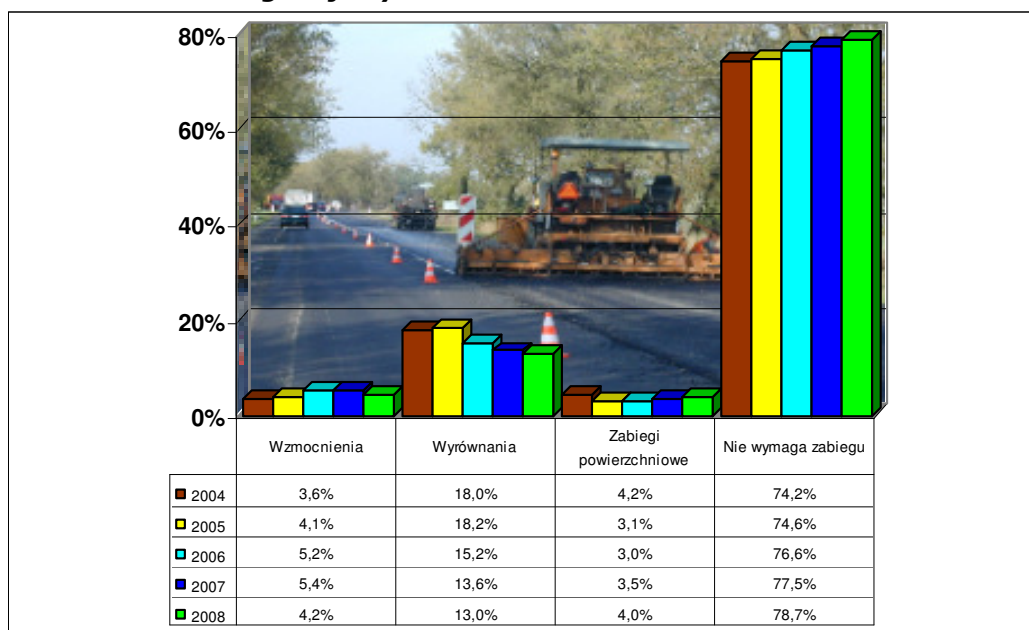 80%
60%
40%
20%
0%
Wzmocnienia Wyrównania Zabiegi powierzchniowe Nie wymaga zabiegu
2004 3,6% 18,0% 4,2% 74,2%
2005 4,1% 18,2% 3,1% 74,6%
2006 5,2% 15,2% 3,0% 76,6%
2007 5,4% 13,6% 3,5% 77,5%
2008 4,2% 13,0% 4,0% 78,7%